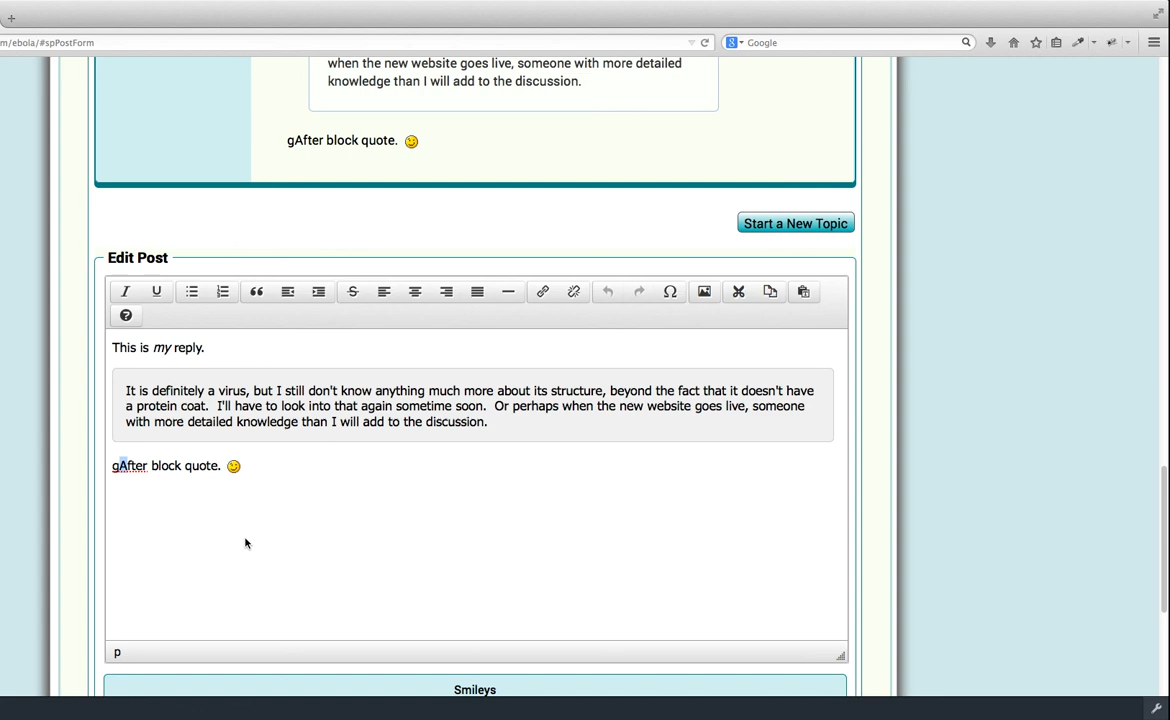 m/ebola/#spPostForm
Google
when the new website goes live, someone with more detailed
knowledge than I will add to the discussion.
gAfter block quote.
Start a New Topic
Edit Post
This is my reply.
It is definitely a virus, but I still don't know anything much more about its structure, beyond the fact that it doesn't have
a protein coat.  I'll have to look into that again sometime soon.  Or perhaps when the new website goes live, someone
with more detailed knowledge than I will add to the discussion.
gAfter block quote.
p
Smileys